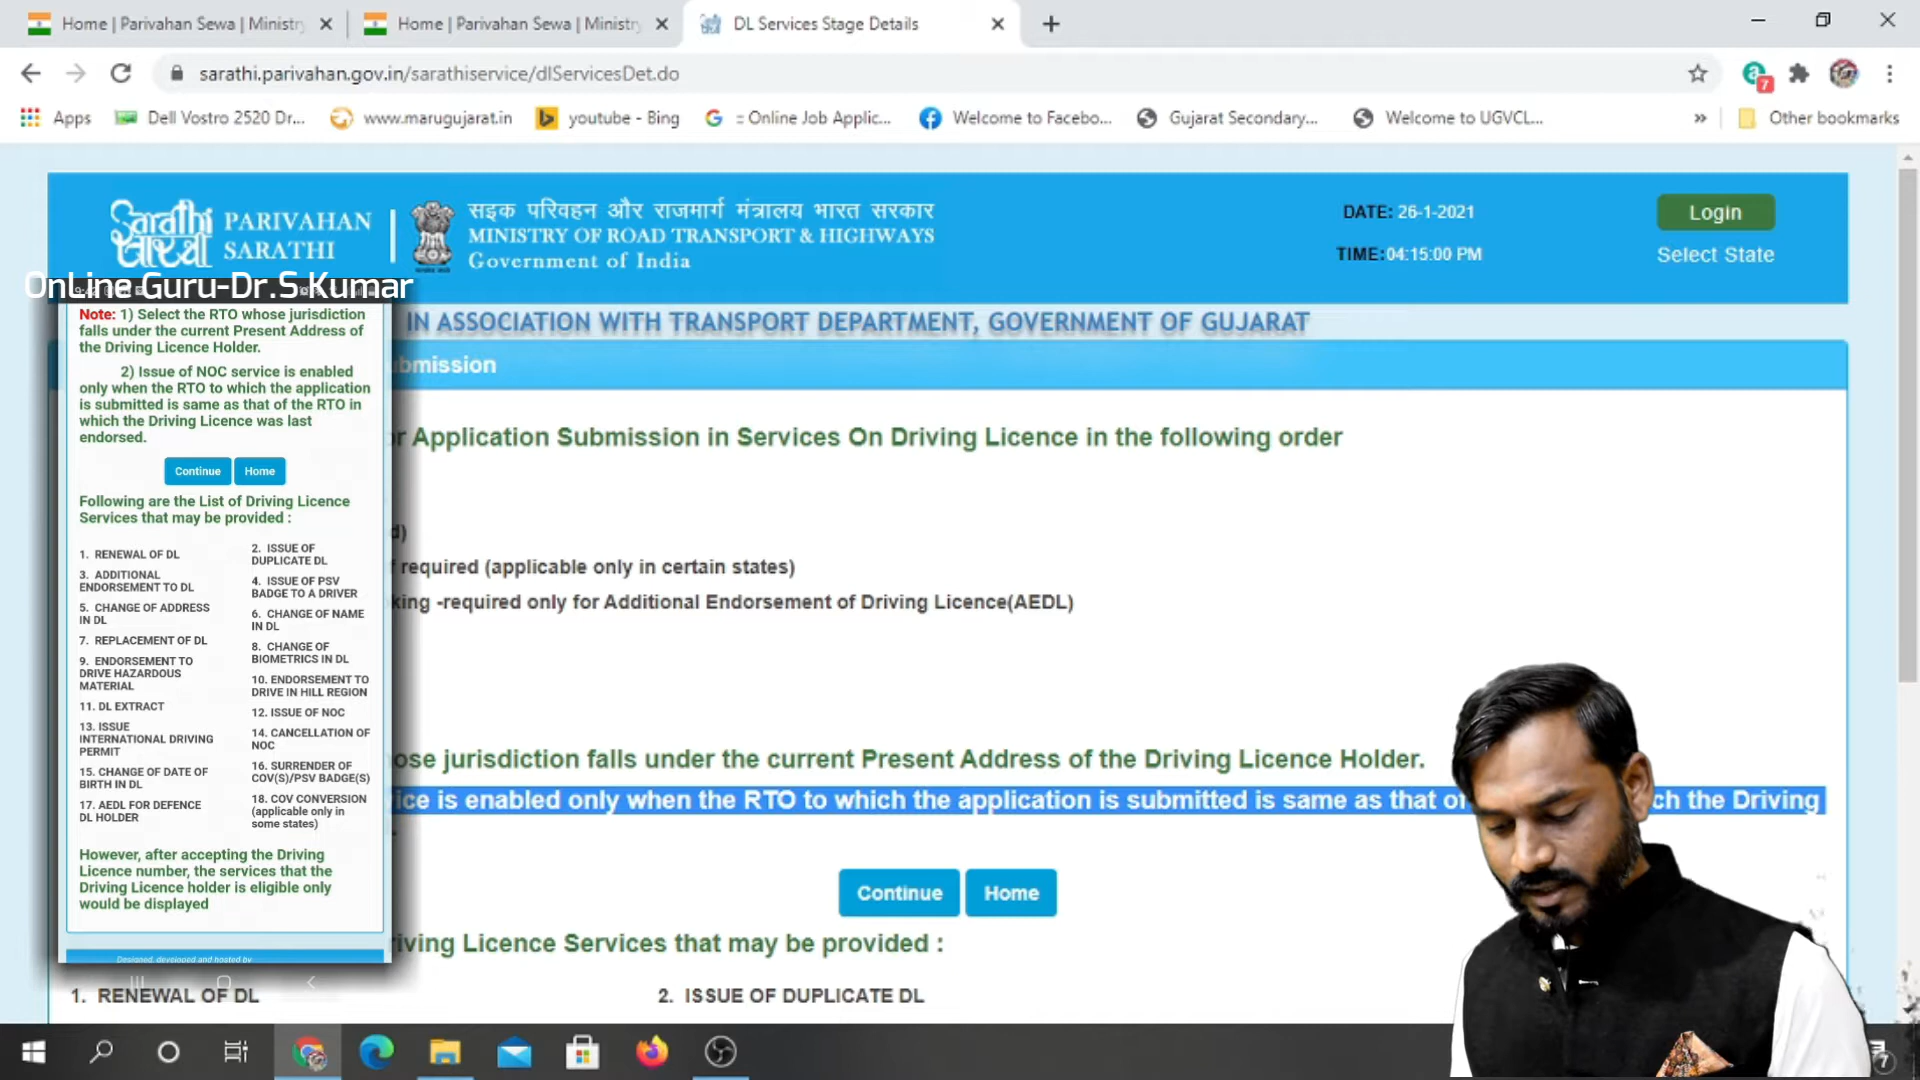 Home | Parivahan Sewa | Ministry
Home | Parivahan Sewa | Ministry
DL Services Stage Details
sarathi.parivahan.gov.in/sarathiservice/dlServicesDet.do
7
Apps
Dell Vostro 2520 Dr...
www.marugujarat.in
youtube - Bing
:: Online Job Applic...
Welcome to Facebo...
Gujarat Secondary...
Welcome to UGVCL...
Other bookmarks
Sarathi
सारथी
PARIVAHAN
SARATHI
सड़क परिवहन और राजमार्ग मंत्रालय भारत सरकार
MINISTRY OF ROAD TRANSPORT & HIGHWAYS
Government of India
DATE: 26-1-2021
TIME:04:15:00 PM
Login
Select State
OnLine Guru-Dr.S Kumar
IN ASSOCIATION WITH TRANSPORT DEPARTMENT, GOVERNMENT OF GUJARAT
bmission
r Application Submission in Services On Driving Licence in the following order
d)
f required (applicable only in certain states)
king -required only for Additional Endorsement of Driving Licence(AEDL)
ose jurisdiction falls under the current Present Address of the Driving Licence Holder.
ice is enabled only when the RTO to which the application is submitted is same as that of
ch the Driving
Continue
Home
riving Licence Services that may be provided :
1. RENEWAL OF DL
2. ISSUE OF DUPLICATE DL
Note: 1) Select the RTO whose jurisdiction
falls under the current Present Address of
the Driving Licence Holder.
2) Issue of NOC service is enabled
only when the RTO to which the application
is submitted is same as that of the RTO in
which the Driving Licence was last
endorsed.
Continue
Home
Following are the List of Driving Licence
Services that may be provided :
1. RENEWAL OF DL
2. ISSUE OF
DUPLICATE DL
3. ADDITIONAL
ENDORSEMENT TO DL
4. ISSUE OF PSV
BADGE TO A DRIVER
5. CHANGE OF ADDRESS
IN DL
6. CHANGE OF NAME
IN DL
7. REPLACEMENT OF DL
8. CHANGE OF
BIOMETRICS IN DL
9. ENDORSEMENT TO
DRIVE HAZARDOUS
MATERIAL
10. ENDORSEMENT TO
DRIVE IN HILL REGION
11. DL EXTRACT
12. ISSUE OF NOC
13. ISSUE
INTERNATIONAL DRIVING
PERMIT
14. CANCELLATION OF
NOC
15. CHANGE OF DATE OF
BIRTH IN DL
16. SURRENDER OF
COV(S)/PSV BADGE(S)
17. AEDL FOR DEFENCE
DL HOLDER
18. COV CONVERSION
(applicable only in
some states)
However, after accepting the Driving
Licence number, the services that the
Driving Licence holder is eligible only
would be displayed
Designed, developed and hosted by
7